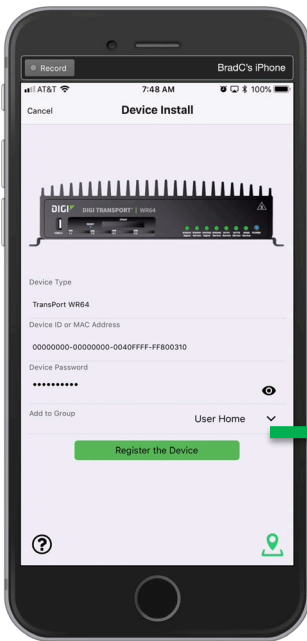 Record
BradC's iPhone
AT&T 7:48 AM 100%
Cancel Device Install
DIGI DIGI TRANSPORT® | WR64
Device Type
TransPort WR64
Device ID or MAC Address
00000000-00000000-0040FFFF-FF800310
Device Password
••••••••••
Add to Group
User Home
Register the Device
?